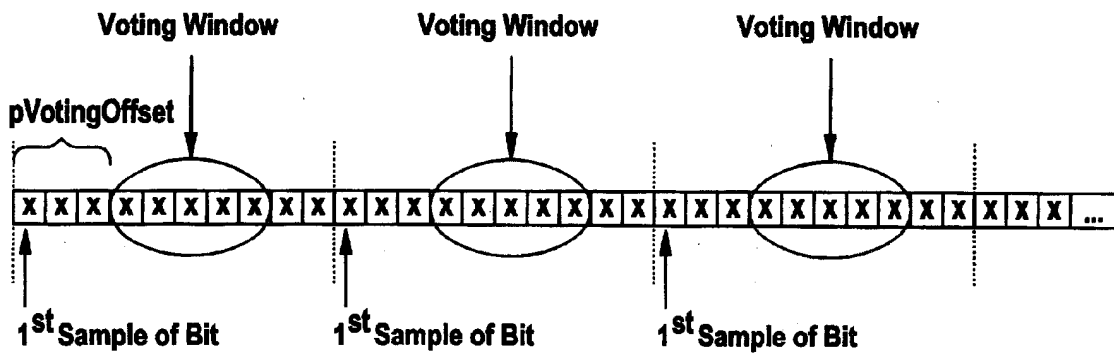 Voting Window Voting Window Voting Window
pVotingOffset
X X X X X X X X X X X X X X X X X X X X X X X X X X X X X X X X X ...
1st Sample of Bit 1st Sample of Bit 1st Sample of Bit